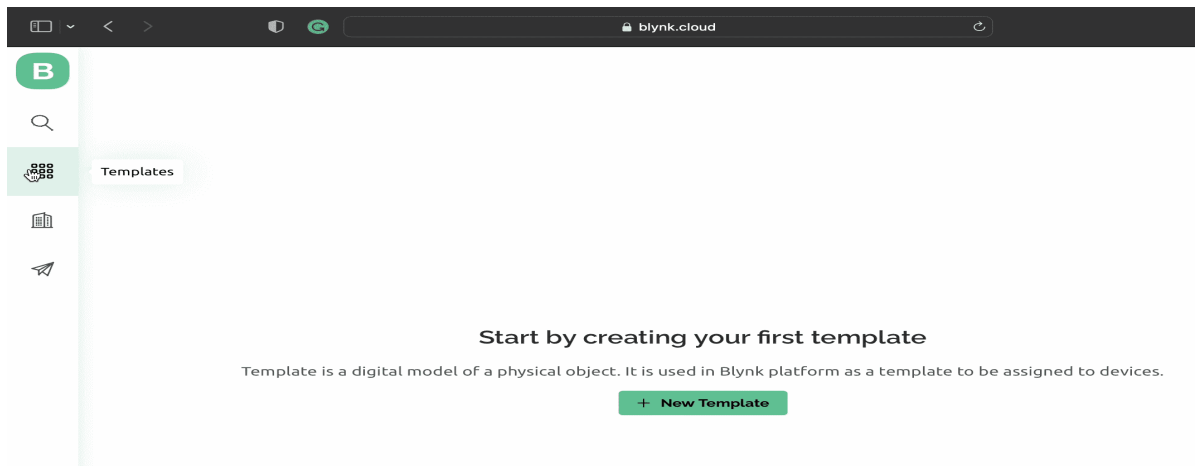 blynk.cloud
B
Templates
Start by creating your first template
Template is a digital model of a physical object. It is used in Blynk platform as a template to be assigned to devices.
+ New Template